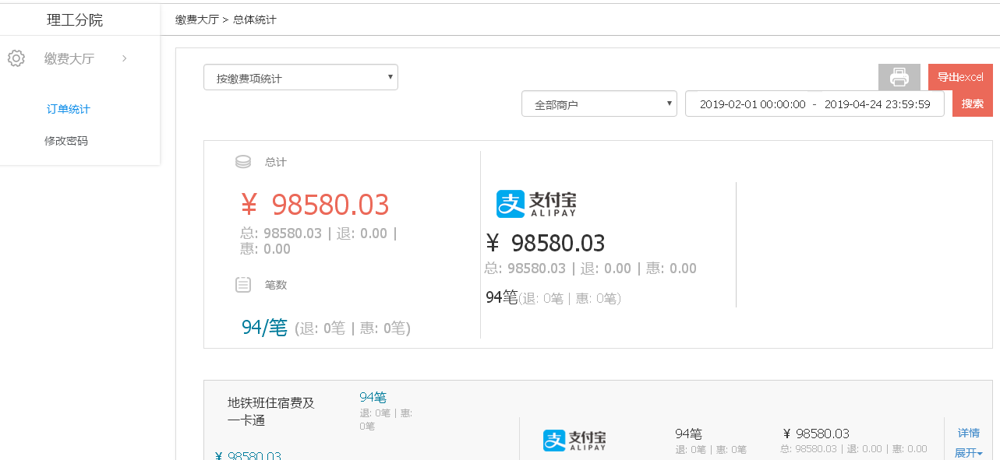 理工分院
缴费大厅 > 总体统计
缴费大厅
订单统计
修改密码
按缴费项统计
导出excel
全部商户
2019-02-01 00:00:00 - 2019-04-24 23:59:59
搜索
总计
¥ 98580.03
总: 98580.03 | 退: 0.00 |
惠: 0.00
笔数
94/笔 (退: 0笔 | 惠: 0笔)
支 支付宝
ALIPAY
¥ 98580.03
总: 98580.03 | 退: 0.00 | 惠: 0.00
94笔(退: 0笔 | 惠: 0笔)
地铁班住宿费及
一卡通
¥ 98580.03
94笔
退: 0笔 | 惠:
0笔
支 支付宝
ALIPAY
94笔
退: 0笔 | 惠: 0笔
¥ 98580.03
总: 98580.03 | 退: 0.00 | 惠: 0.00
详情
展开